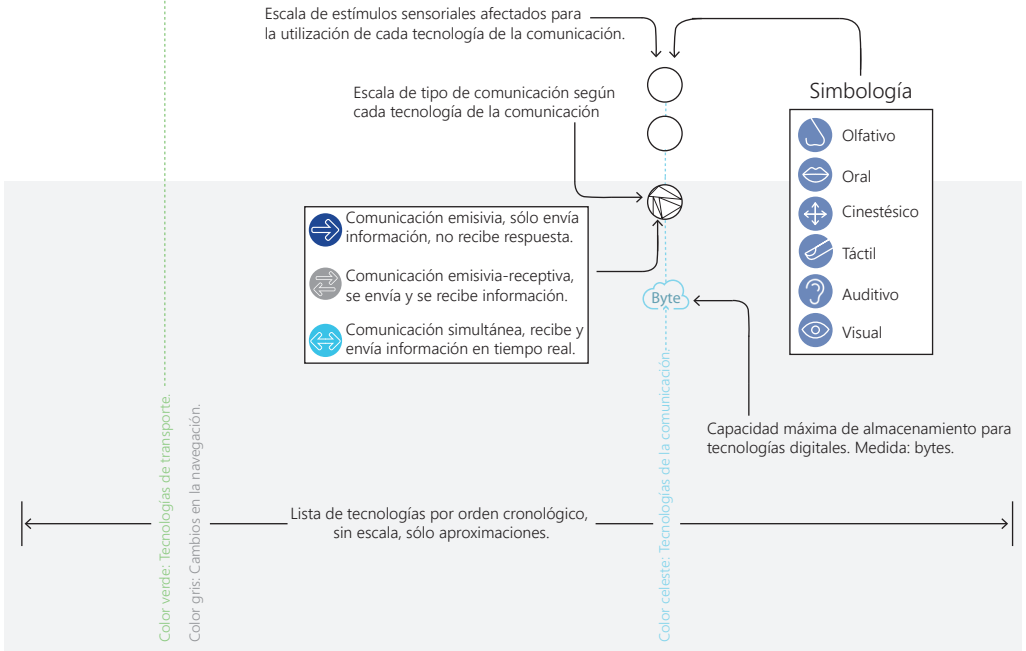 Escala de estímulos sensoriales afectados para
la utilización de cada tecnología de la comunicación.
Escala de tipo de comunicación según
cada tecnología de la comunicación
Simbología
Olfativo
Oral
Cinestésico
Táctil
Auditivo
Visual
Comunicación emisivia, sólo envía
información, no recibe respuesta.
Comunicación emisivia-receptiva,
se envía y se recibe información.
Comunicación simultánea, recibe y
envía información en tiempo real.
Byte
Capacidad máxima de almacenamiento para
tecnologías digitales. Medida: bytes.
Color verde: Tecnologías de transporte.
Color gris: Cambios en la navegación.
Lista de tecnologías por orden cronológico,
sin escala, sólo aproximaciones.
Color celeste: Tecnologías de la comunicación.